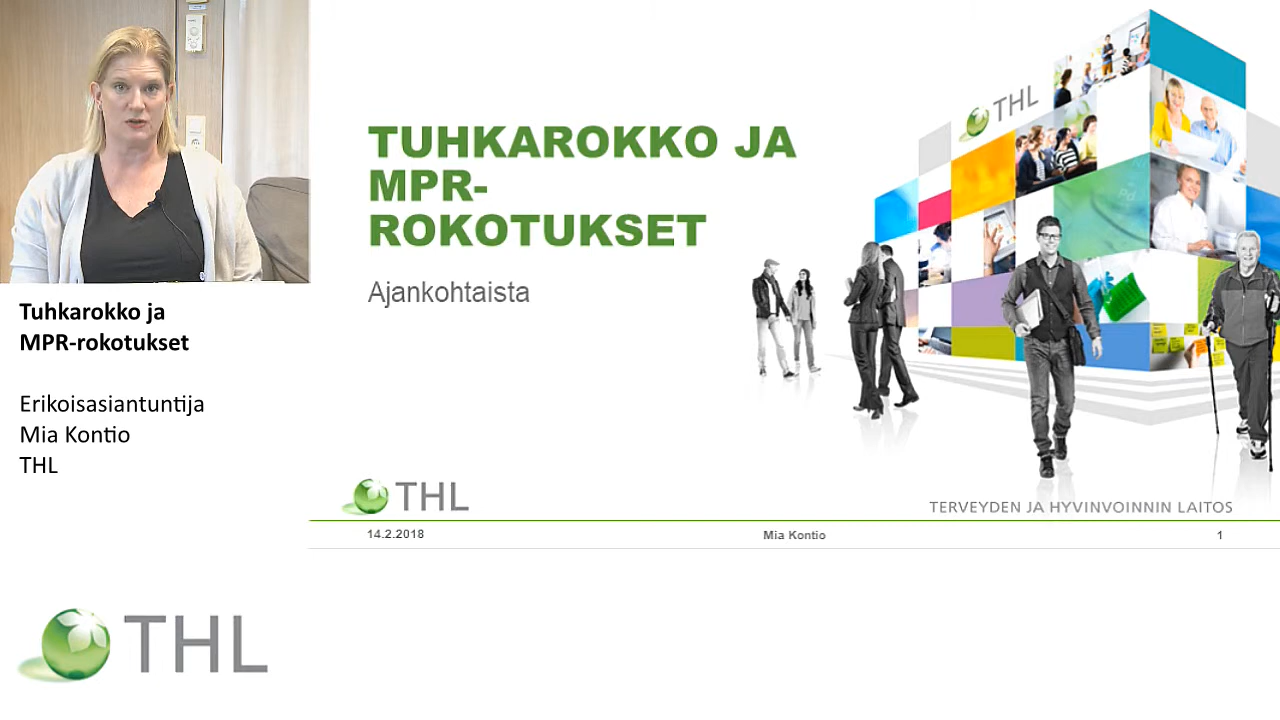 Tuhkarokko ja
MPR-rokotukset
Erikoisasiantuntija
Mia Kontio
THL
TUHKAROKKO JA
MPR-
ROKOTUKSET
Ajankohtaista
THL
THL
TERVEYDEN JA HYVINVOINNIN LAITOS
14.2.2018
Mia Kontio
1
THL